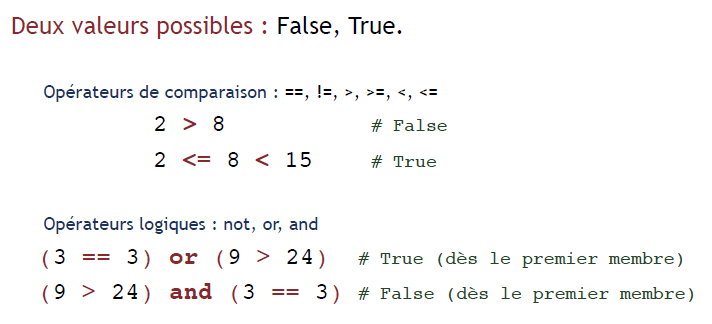 Deux valeurs possibles : False, True.
Opérateurs de comparaison : ==, !=, >, >=, <, <=
2 > 8 # False
2 <= 8 < 15 # True
Opérateurs logiques : not, or, and
(3 == 3) or (9 > 24) # True (dès le premier membre)
(9 > 24) and (3 == 3) # False (dès le premier membre)